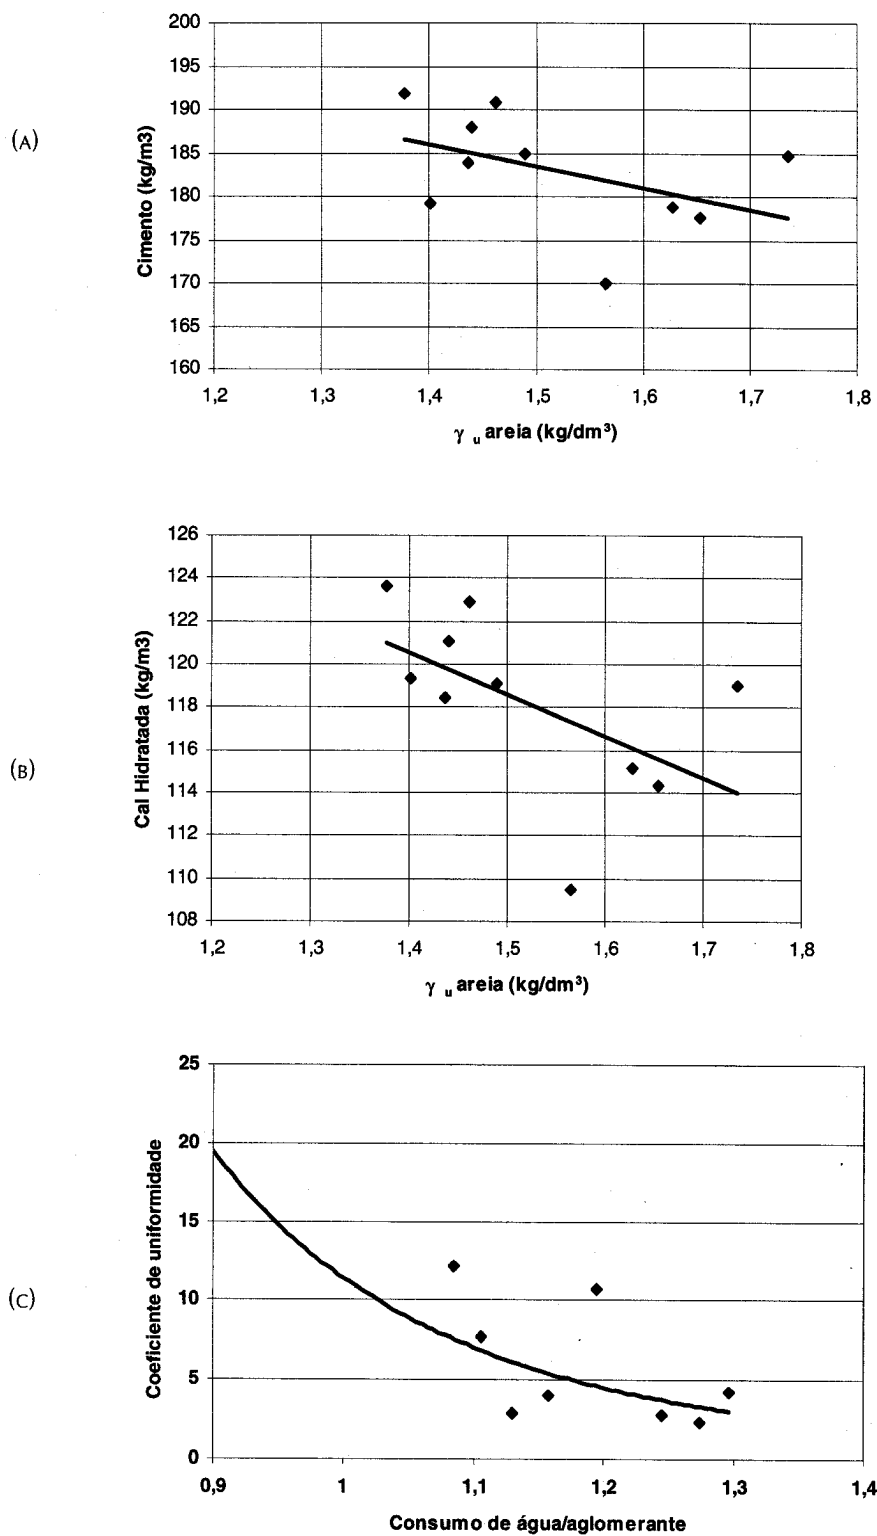 (A)
Cimento (kg/m3)
200
195
190
185
180
175
170
165
160
1,2 1,3 1,4 1,5 1,6 1,7 1,8
γ u areia (kg/dm³)
(B)
Cal Hidratada (kg/m3)
126
124
122
120
118
116
114
112
110
108
1,2 1,3 1,4 1,5 1,6 1,7 1,8
γ u areia (kg/dm³)
(C)
Coeficiente de uniformidade
25
20
15
10
5
0
0,9 1 1,1 1,2 1,3 1,4
Consumo de água/aglomerante